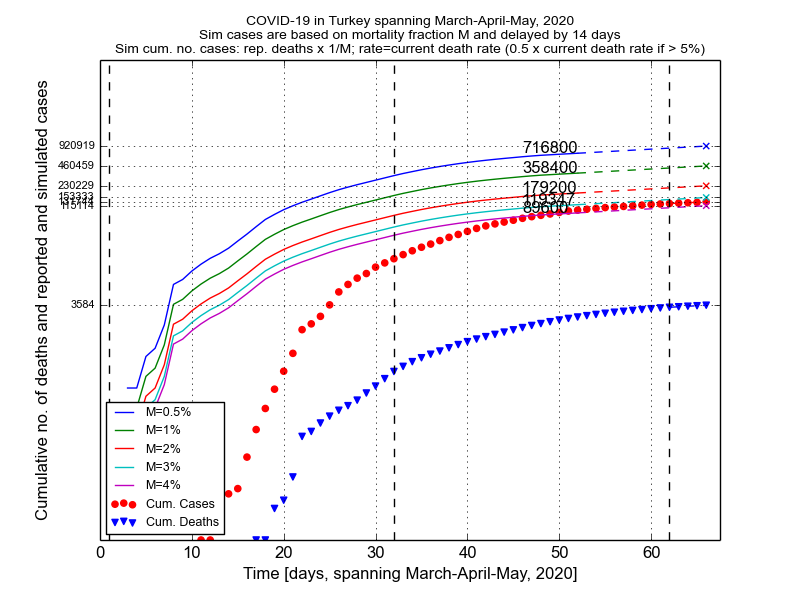 COVID-19 in Turkey spanning March-April-May, 2020
Sim cases are based on mortality fraction M and delayed by 14 days
Sim cum. no. cases: rep. deaths x 1/M; rate=current death rate (0.5 x current death rate if > 5%)
Cumulative no. of deaths and reported and simulated cases
920919
460459
230229
153333
115114
3584
716800
358400
179200
119347
89600
M=0.5%
M=1%
M=2%
M=3%
M=4%
Cum. Cases
Cum. Deaths
0 10 20 30 40 50 60
Time [days, spanning March-April-May, 2020]